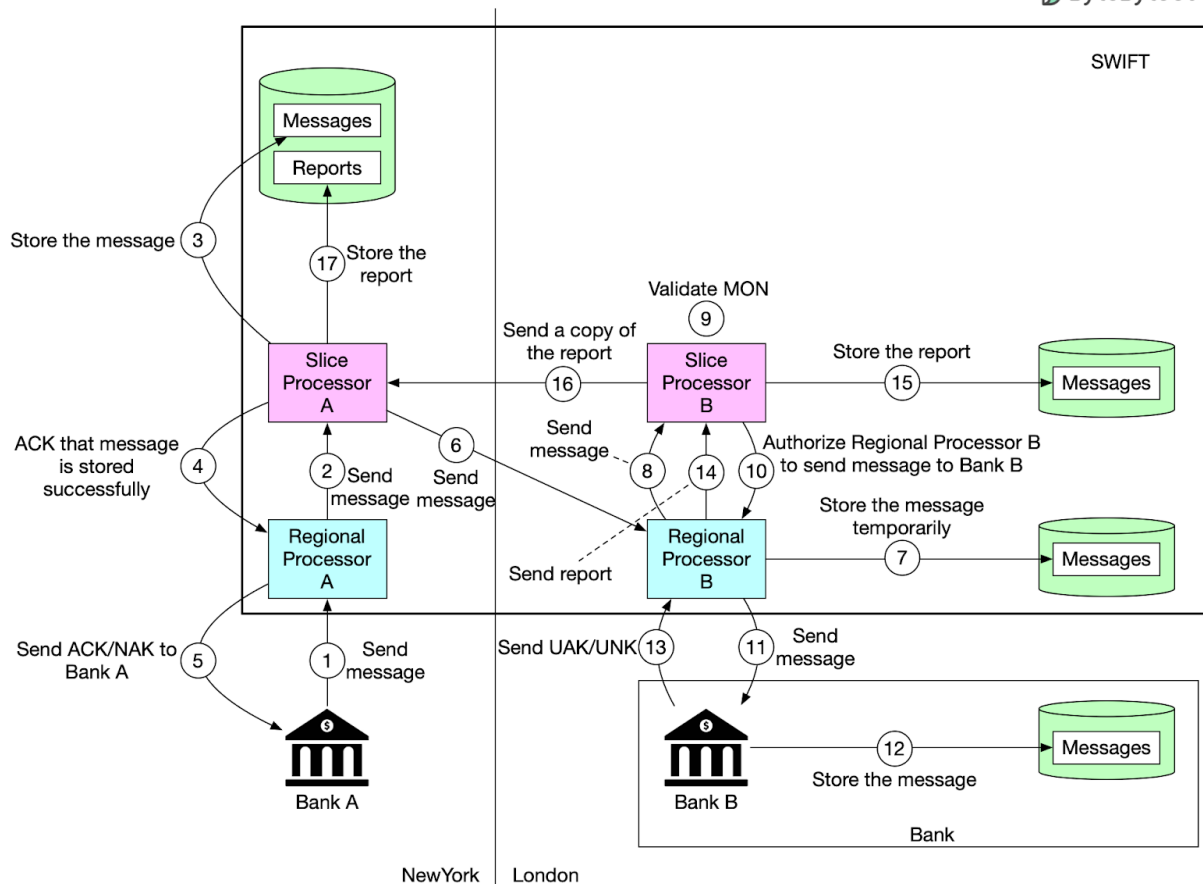 SWIFT
Messages
Reports
Store the message
3
17
Store the
report
Validate MON
9
Send a copy of
the report
16
Slice
Processor
A
Slice
Processor
B
Store the report
15
Messages
ACK that message
is stored
successfully
4
2
Send
message
6
Send
message
Send
message
8
14
10
Authorize Regional Processor B
to send message to Bank B
Store the message
temporarily
7
Messages
Regional
Processor
A
Regional
Processor
B
Send report
Send ACK/NAK to
Bank A
5
1
Send
message
Send UAK/UNK
13
11
Send
message
$
Bank A
$
Bank B
12
Store the message
Messages
Bank
NewYork
London